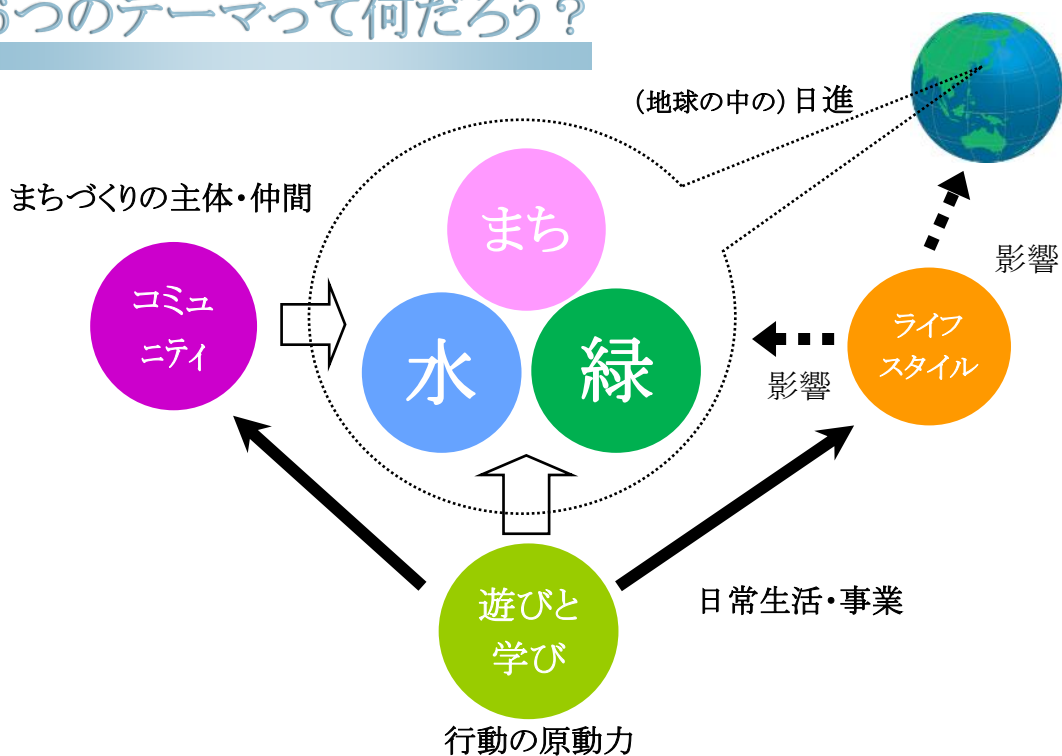 6つのテーマって何だろう?
(地球の中の)日進
まちづくりの主体・仲間
まち
影響
コミュ
ニティ
ライフ
スタイル
水
緑
影響
遊びと
学び
日常生活・事業
行動の原動力